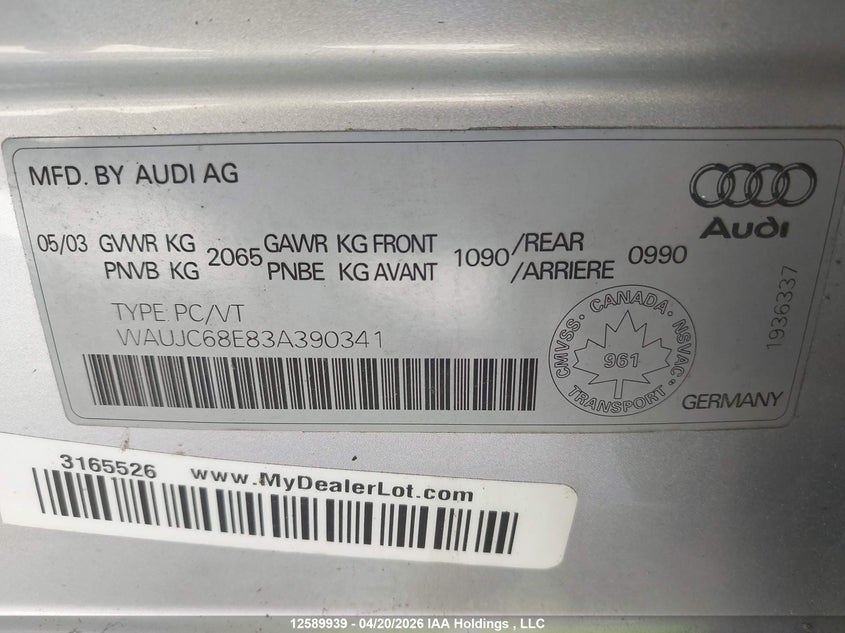 MFD. BY AUDI AG
Audi
05/03 GVWR KG 2065 GAWR KG FRONT 1090 /REAR 0990
PNVB KG PNBE KG AVANT /ARRIERE
TYPE PC/VT
WAUJC68E83A390341
CMVSS. CANADA. NSVAC.
961
TRANSPORT
1936337
GERMANY
3165526 www.MyDealerLot.com
12589939 - 04/20/2026 IAA Holdings , LLC